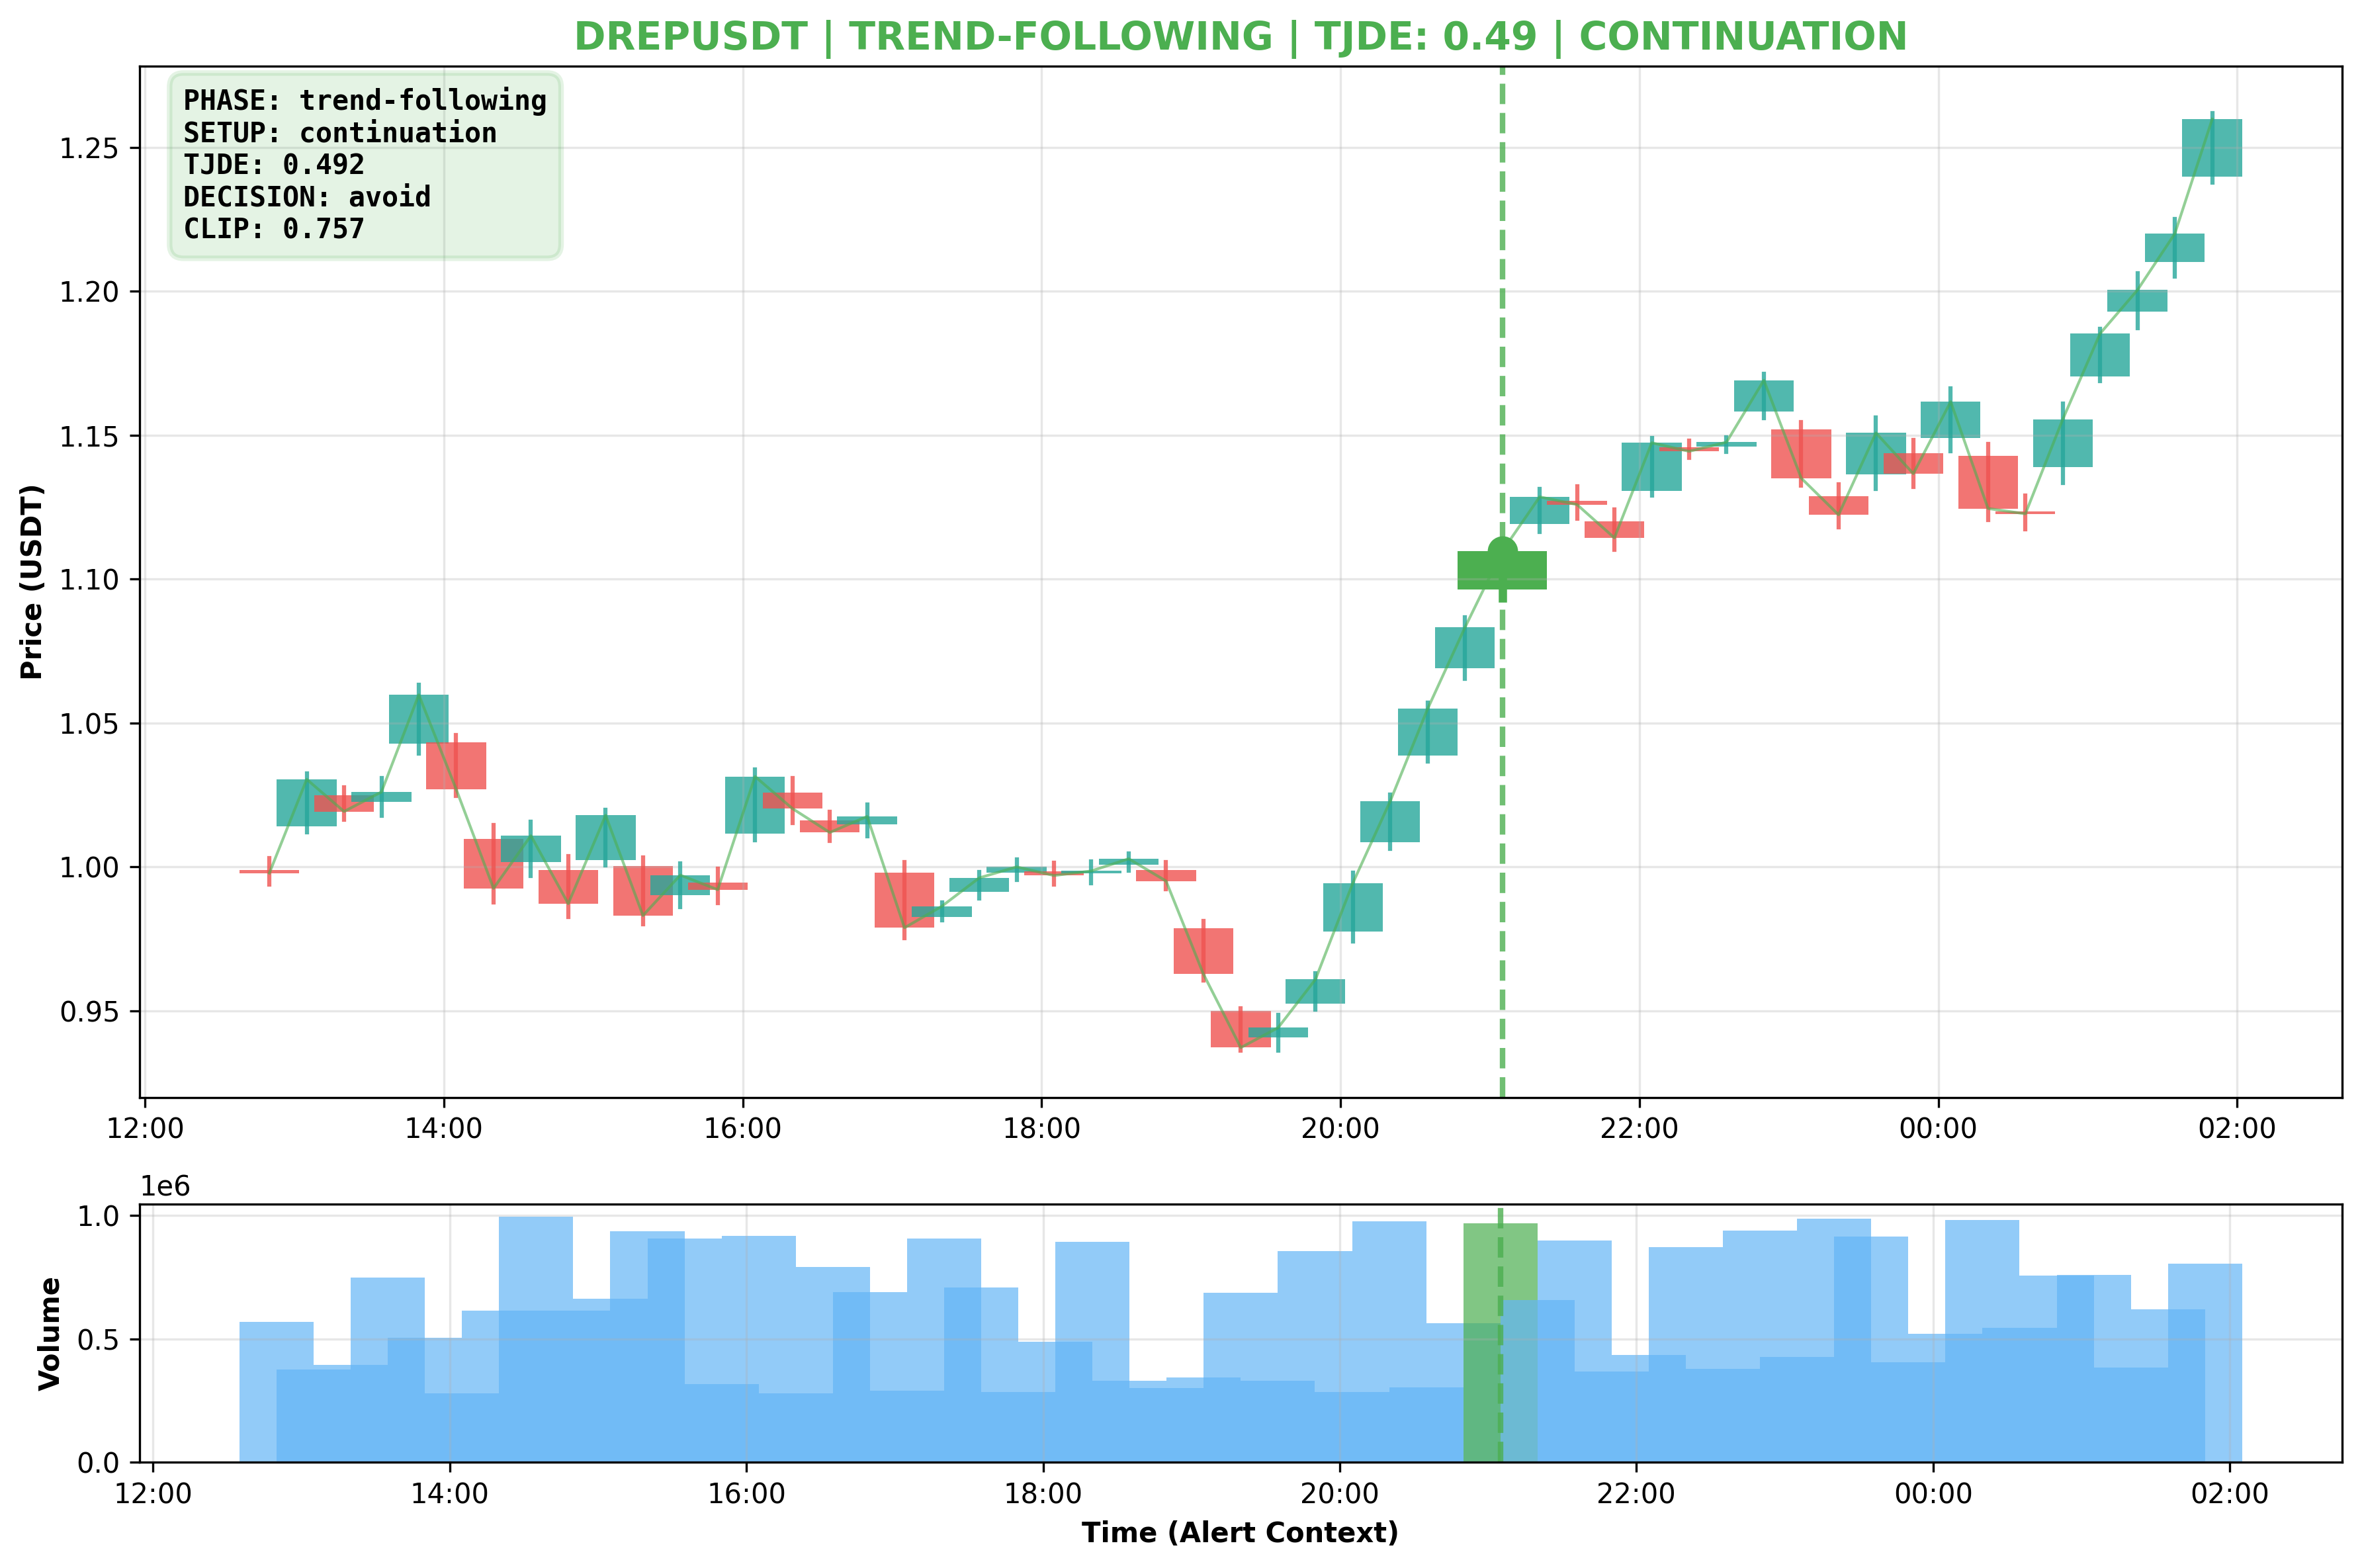 DREPUSDT | TREND-FOLLOWING | TJDE: 0.49 | CONTINUATION
PHASE: trend-following
SETUP: continuation
TJDE: 0.492
DECISION: avoid
CLIP: 0.757
Price (USDT)
1.25
1.20
1.15
1.10
1.05
1.00
0.95
12:00 14:00 16:00 18:00 20:00 22:00 00:00 02:00
1e6
Volume
1.0
0.5
0.0
12:00 14:00 16:00 18:00 20:00 22:00 00:00 02:00
Time (Alert Context)